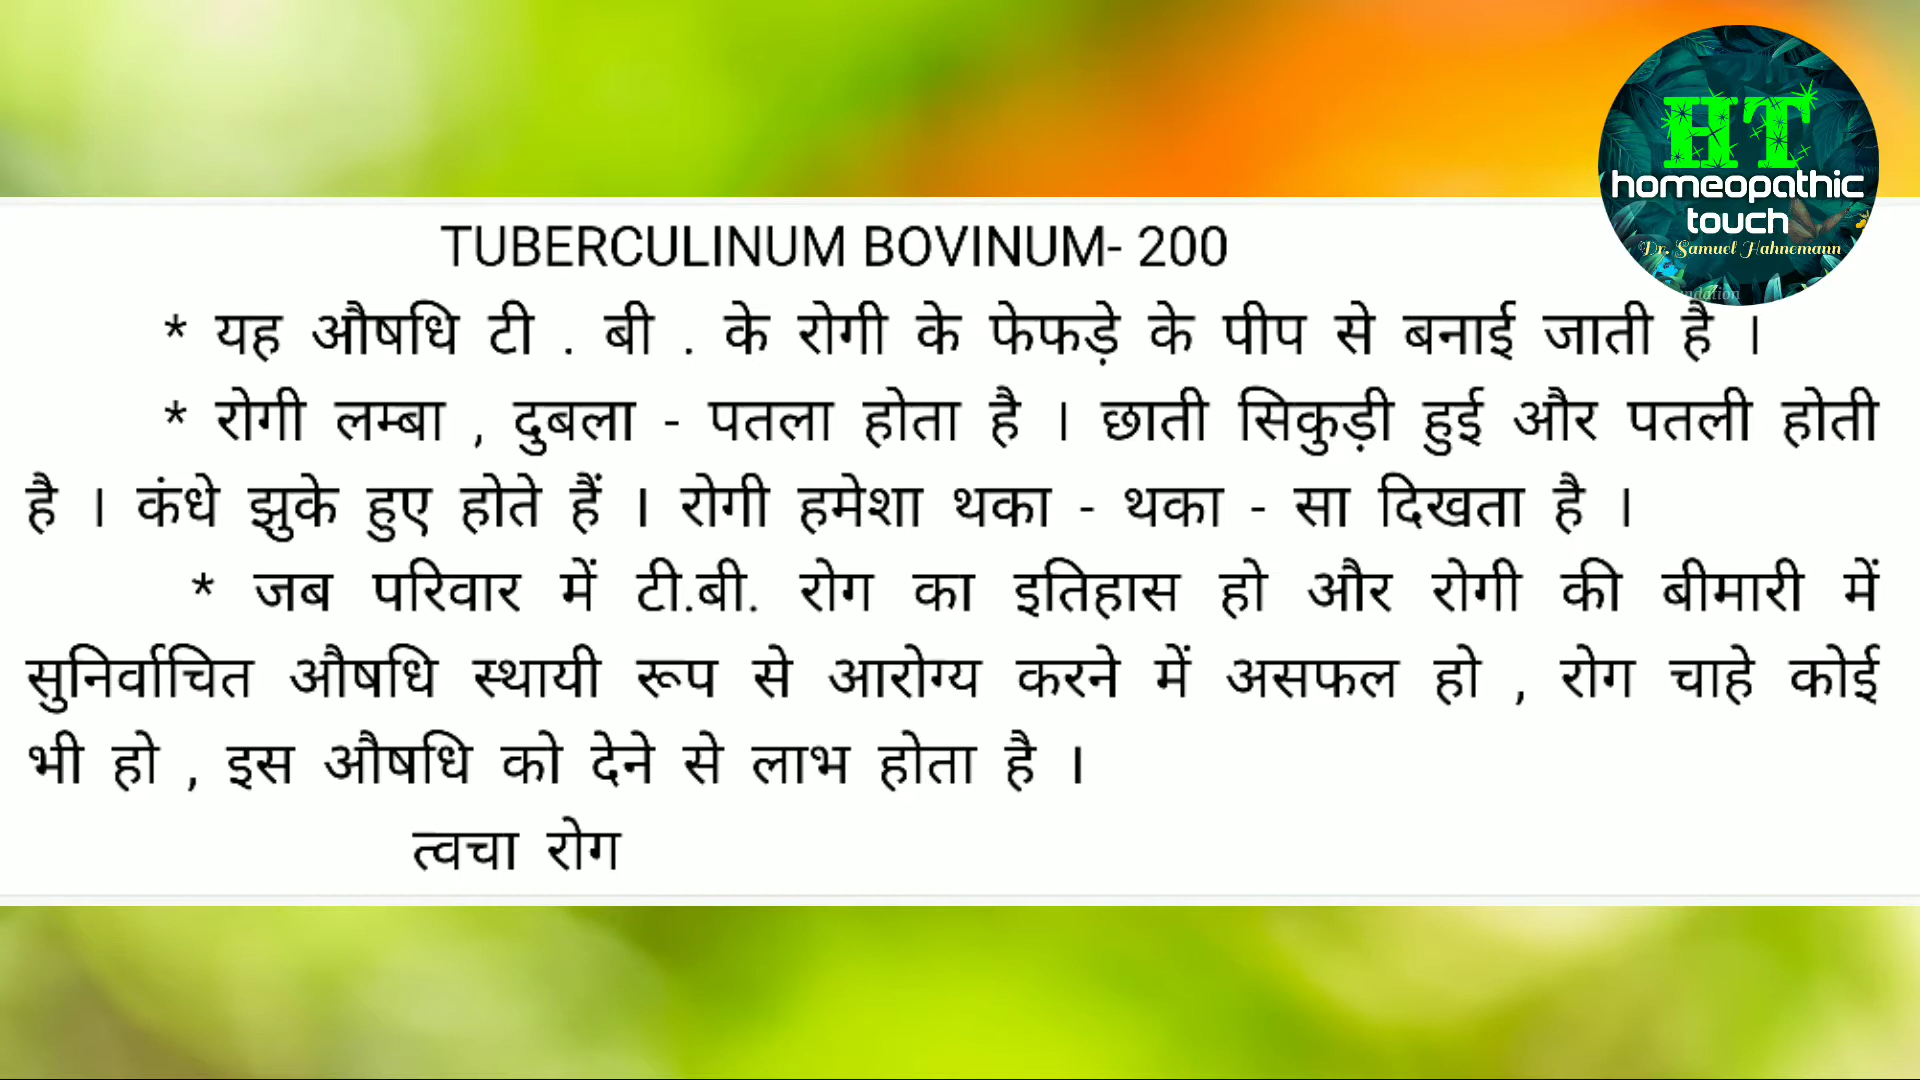 HT
homeopathic
touch
Dr. Samuel Hahnemann
TUBERCULINUM BOVINUM- 200
* यह औषधि टी . बी . के रोगी के फेफड़े के पीप से बनाई जाती है ।
* रोगी लम्बा , दुबला - पतला होता है । छाती सिकुड़ी हुई और पतली होती
है । कंधे झुके हुए होते हैं । रोगी हमेशा थका - थका - सा दिखता है ।
* जब परिवार में टी.बी. रोग का इतिहास हो और रोगी की बीमारी में
सुनिर्वाचित औषधि स्थायी रूप से आरोग्य करने में असफल हो , रोग चाहे कोई
भी हो , इस औषधि को देने से लाभ होता है ।
त्वचा रोग